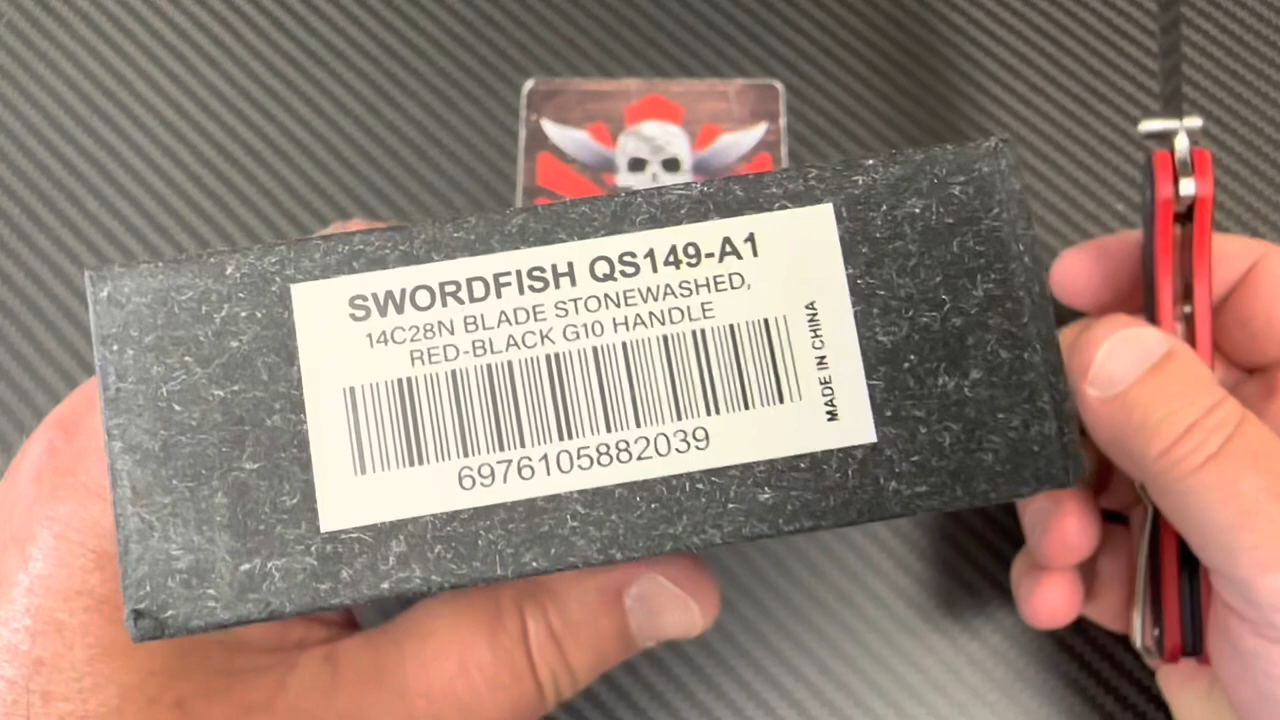 SWORDFISH QS149-A1
14C28N BLADE STONEWASHED,
RED-BLACK G10 HANDLE
6976105882039
MADE IN CHINA